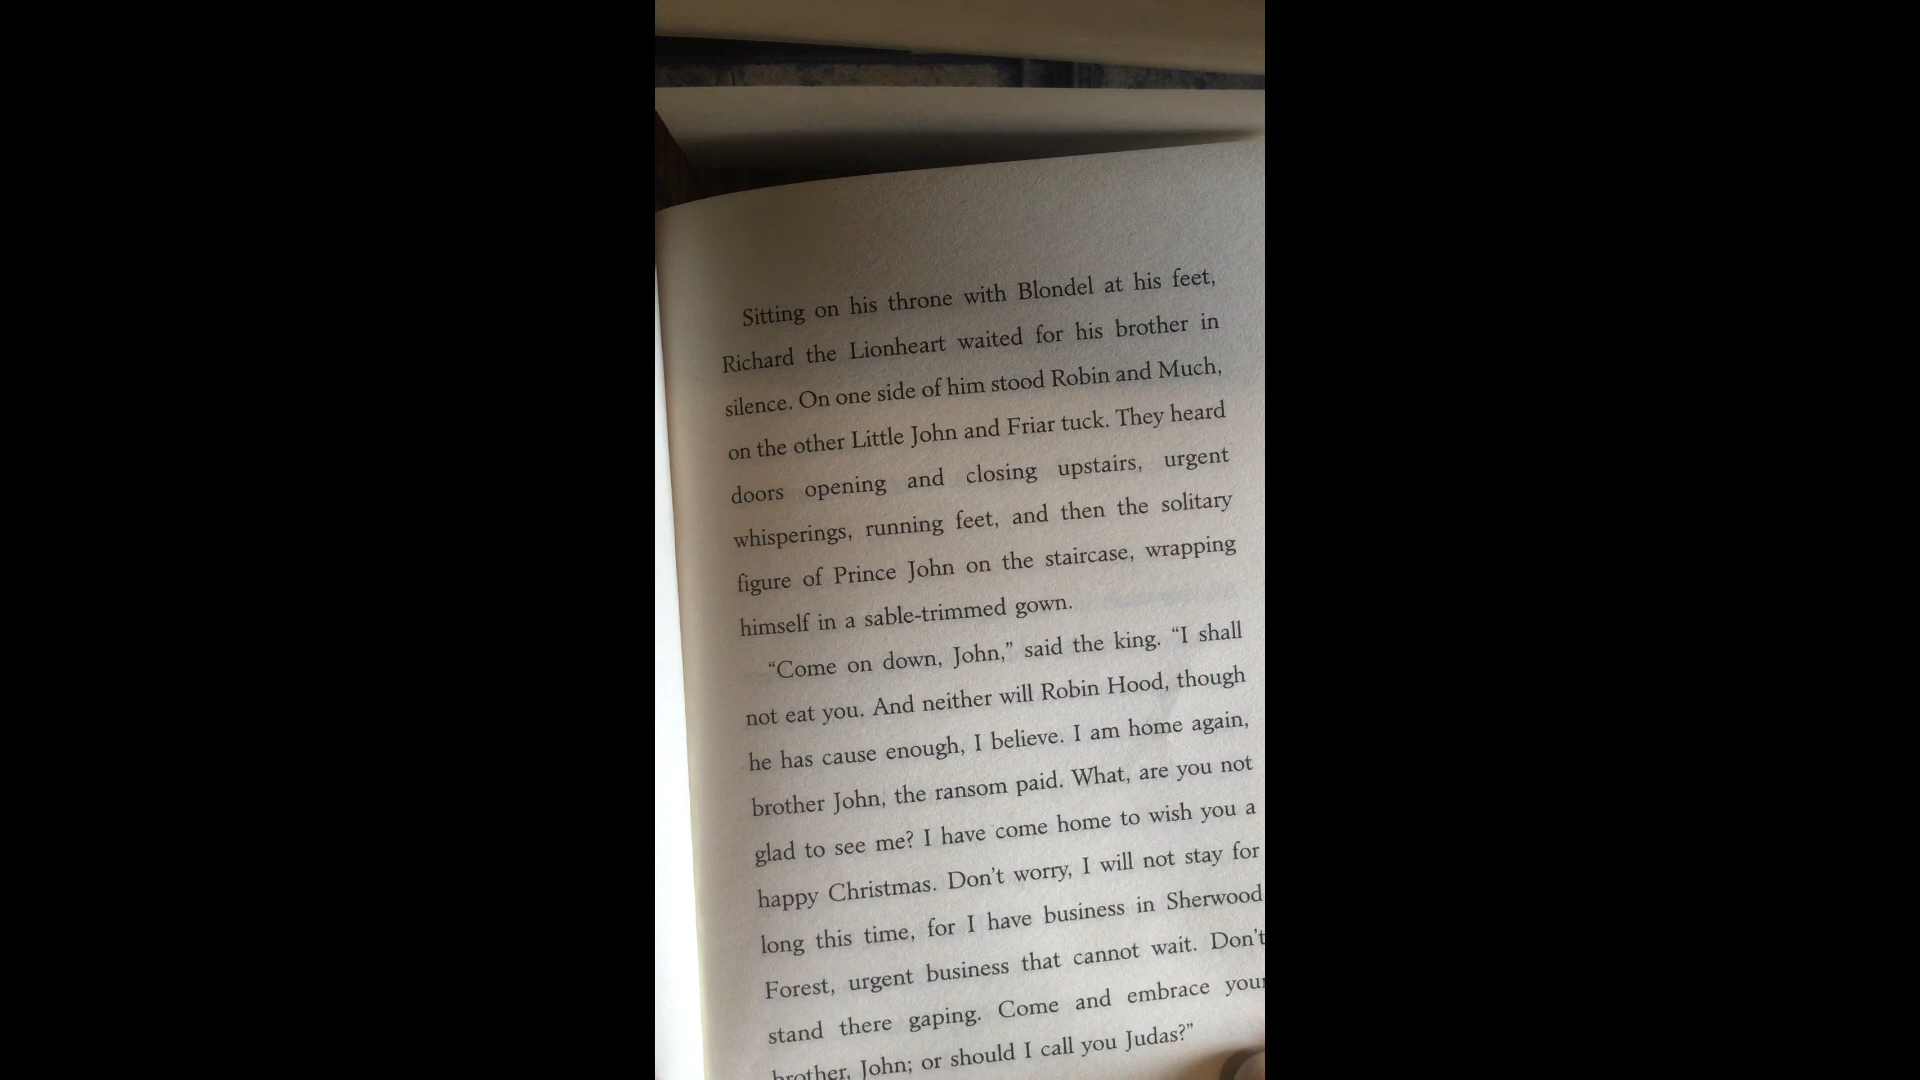 Sitting on his throne with Blondel at his feet,
Richard the Lionheart waited for his brother in
silence. On one side of him stood Robin and Much,
on the other Little John and Friar tuck. They heard
doors opening and closing upstairs, urgent
whisperings, running feet, and then the solitary
figure of Prince John on the staircase, wrapping
himself in a sable-trimmed gown.
“Come on down, John,” said the king. “I shall
not eat you. And neither will Robin Hood, though
he has cause enough, I believe. I am home again,
brother John, the ransom paid. What, are you not
glad to see me? I have come home to wish you a
happy Christmas. Don't worry, I will not stay for
long this time, for I have business in Sherwood
Forest, urgent business that cannot wait. Don't
stand there gaping. Come and embrace your
brother, John; or should I call you Judas?”